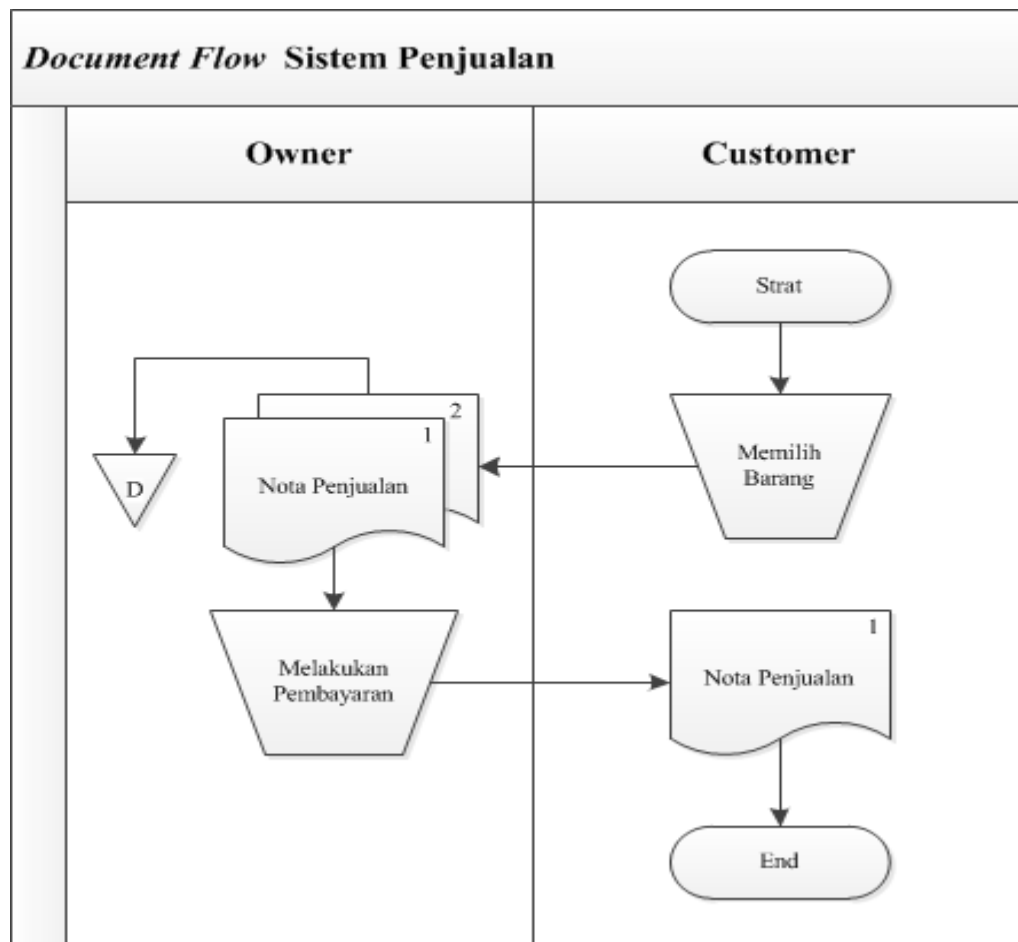 Document Flow Sistem Penjualan
Owner
Customer
Strat
Memilih
Barang
2
1
Nota Penjualan
D
Melakukan
Pembayaran
1
Nota Penjualan
End